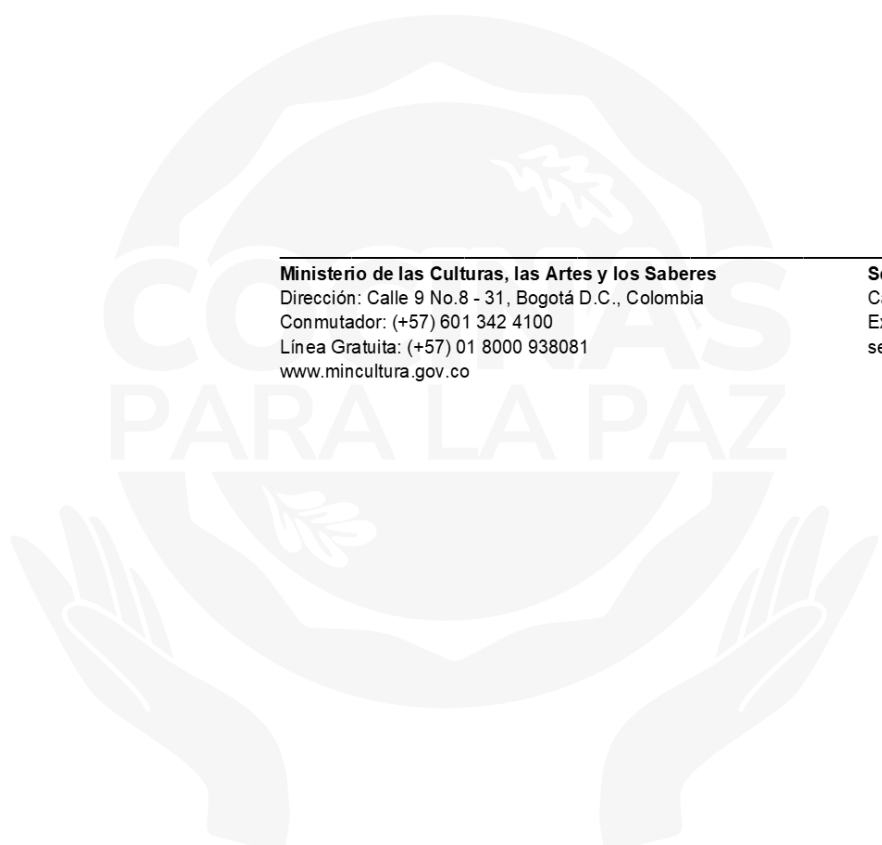 COCINAS
PARA LA PAZ
Ministerio de las Culturas, las Artes y los Saberes
Dirección: Calle 9 No.8 - 31, Bogotá D.C., Colombia
Conmutador: (+57) 601 342 4100
Línea Gratuita: (+57) 01 8000 938081
www.mincultura.gov.co